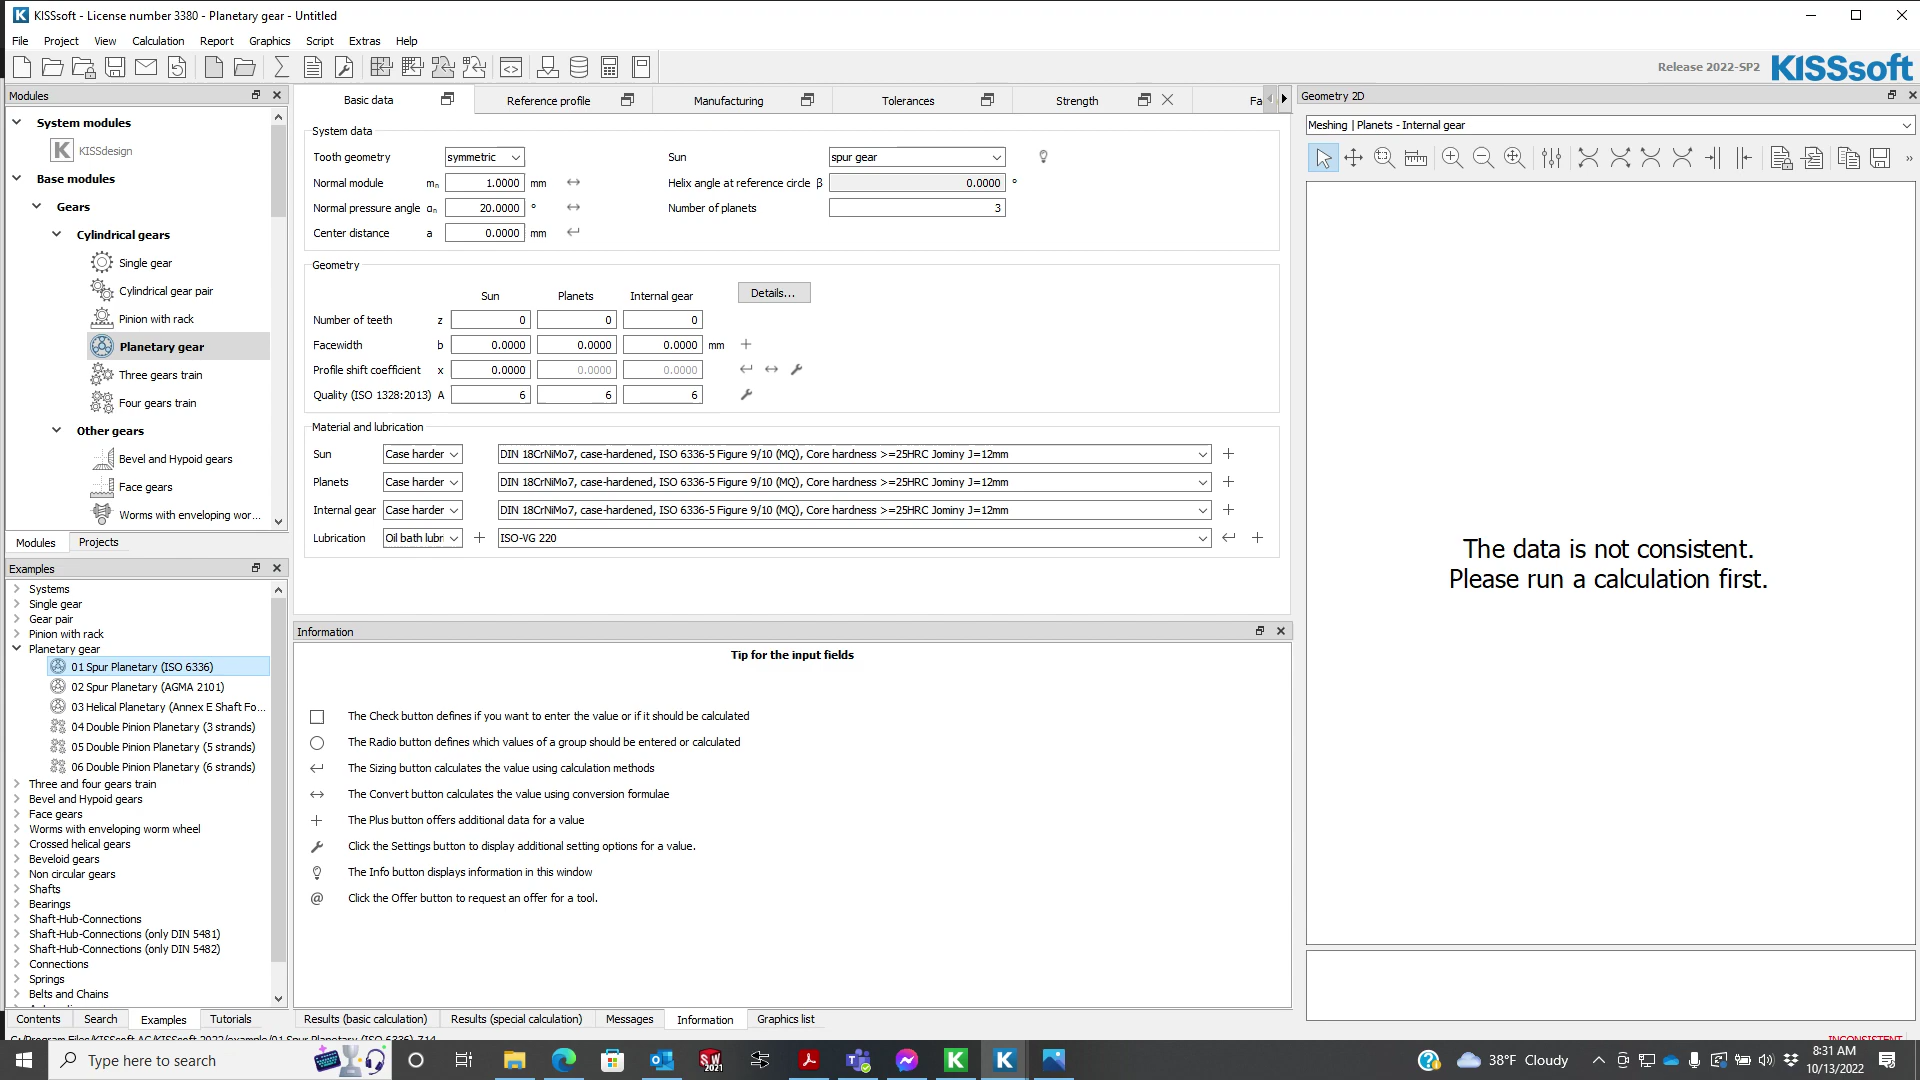 KISSsoft - License number 3380 - Planetary gear - Untitled
File Project View Calculation Report Graphics Script Extras Help
Release 2022-SP2 KISSsoft
Modules
System modules
K KISSdesign
Base modules
Gears
Cylindrical gears
Single gear
Cylindrical gear pair
Pinion with rack
Planetary gear
Three gears train
Four gears train
Other gears
Bevel and Hypoid gears
Face gears
Worms with enveloping wor...
Modules Projects
Examples
Systems
Single gear
Gear pair
Pinion with rack
Planetary gear
01 Spur Planetary (ISO 6336)
02 Spur Planetary (AGMA 2101)
03 Helical Planetary (Annex E Shaft Fo...
04 Double Pinion Planetary (3 strands)
05 Double Pinion Planetary (5 strands)
06 Double Pinion Planetary (6 strands)
Three and four gears train
Bevel and Hypoid gears
Face gears
Worms with enveloping worm wheel
Crossed helical gears
Beveloid gears
Non circular gears
Shafts
Bearings
Shaft-Hub-Connections
Shaft-Hub-Connections (only DIN 5481)
Shaft-Hub-Connections (only DIN 5482)
Connections
Springs
Belts and Chains
Contents Search Examples Tutorials
Basic data Reference profile Manufacturing Tolerances Strength Fa
System data
Tooth geometry symmetric Sun spur gear
Normal module mn 1.0000 mm Helix angle at reference circle β 0.0000 °
Normal pressure angle αn 20.0000 ° Number of planets 3
Center distance a 0.0000 mm
Geometry
Sun Planets Internal gear Details...
Number of teeth z 0 0 0
Facewidth b 0.0000 0.0000 0.0000 mm
Profile shift coefficient x 0.0000 0.0000 0.0000
Quality (ISO 1328:2013) A 6 6 6
Material and lubrication
Sun Case harder DIN 18CrNiMo7, case-hardened, ISO 6336-5 Figure 9/10 (MQ), Core hardness >=25HRC Jominy J=12mm
Planets Case harder DIN 18CrNiMo7, case-hardened, ISO 6336-5 Figure 9/10 (MQ), Core hardness >=25HRC Jominy J=12mm
Internal gear Case harder DIN 18CrNiMo7, case-hardened, ISO 6336-5 Figure 9/10 (MQ), Core hardness >=25HRC Jominy J=12mm
Lubrication Oil bath lubr ISO-VG 220
Information
Tip for the input fields
The Check button defines if you want to enter the value or if it should be calculated
The Radio button defines which values of a group should be entered or calculated
The Sizing button calculates the value using calculation methods
The Convert button calculates the value using conversion formulae
The Plus button offers additional data for a value
Click the Settings button to display additional setting options for a value.
The Info button displays information in this window
@ Click the Offer button to request an offer for a tool.
Results (basic calculation) Results (special calculation) Messages Information Graphics list
Geometry 2D
Meshing | Planets - Internal gear
The data is not consistent.
Please run a calculation first.
C:/Program Files/KISSsoft AG/KISSsoft 2022/example/01 Spur Planetary (ISO 6336).Z14
INCONSISTENT
Type here to search
SW 2021
38°F Cloudy
8:31 AM
10/13/2022